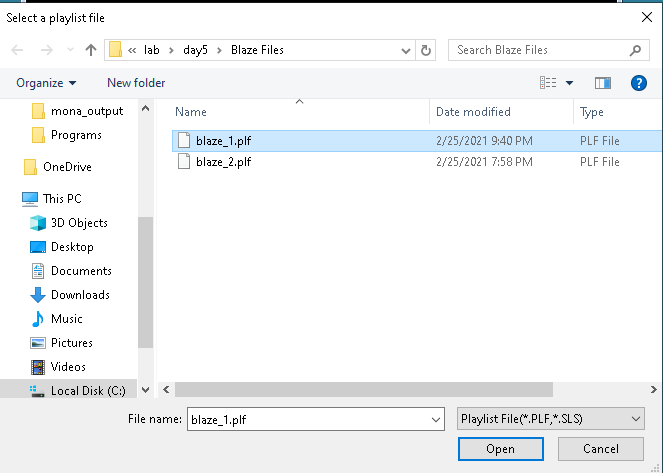 Select a playlist file
« lab > day5 > Blaze Files
Search Blaze Files
Organize
New folder
?
mona_output
Programs
OneDrive
This PC
3D Objects
Desktop
Documents
Downloads
Music
Pictures
Videos
Local Disk (C:)
Name Date modified Type
blaze_1.plf 2/25/2021 9:40 PM PLF File
blaze_2.plf 2/25/2021 7:58 PM PLF File
File name: blaze_1.plf
Playlist File(*.PLF,*.SLS)
Open
Cancel